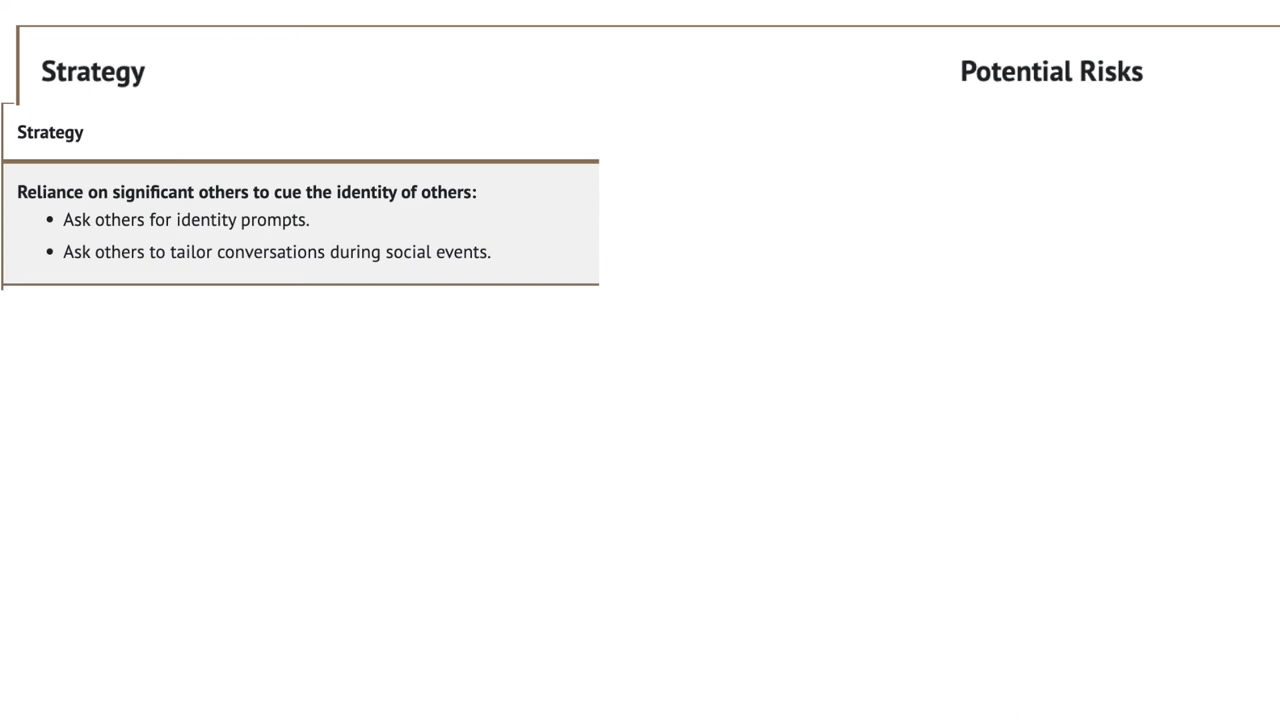 Strategy
Potential Risks
Strategy
Reliance on significant others to cue the identity of others:
• Ask others for identity prompts.
• Ask others to tailor conversations during social events.